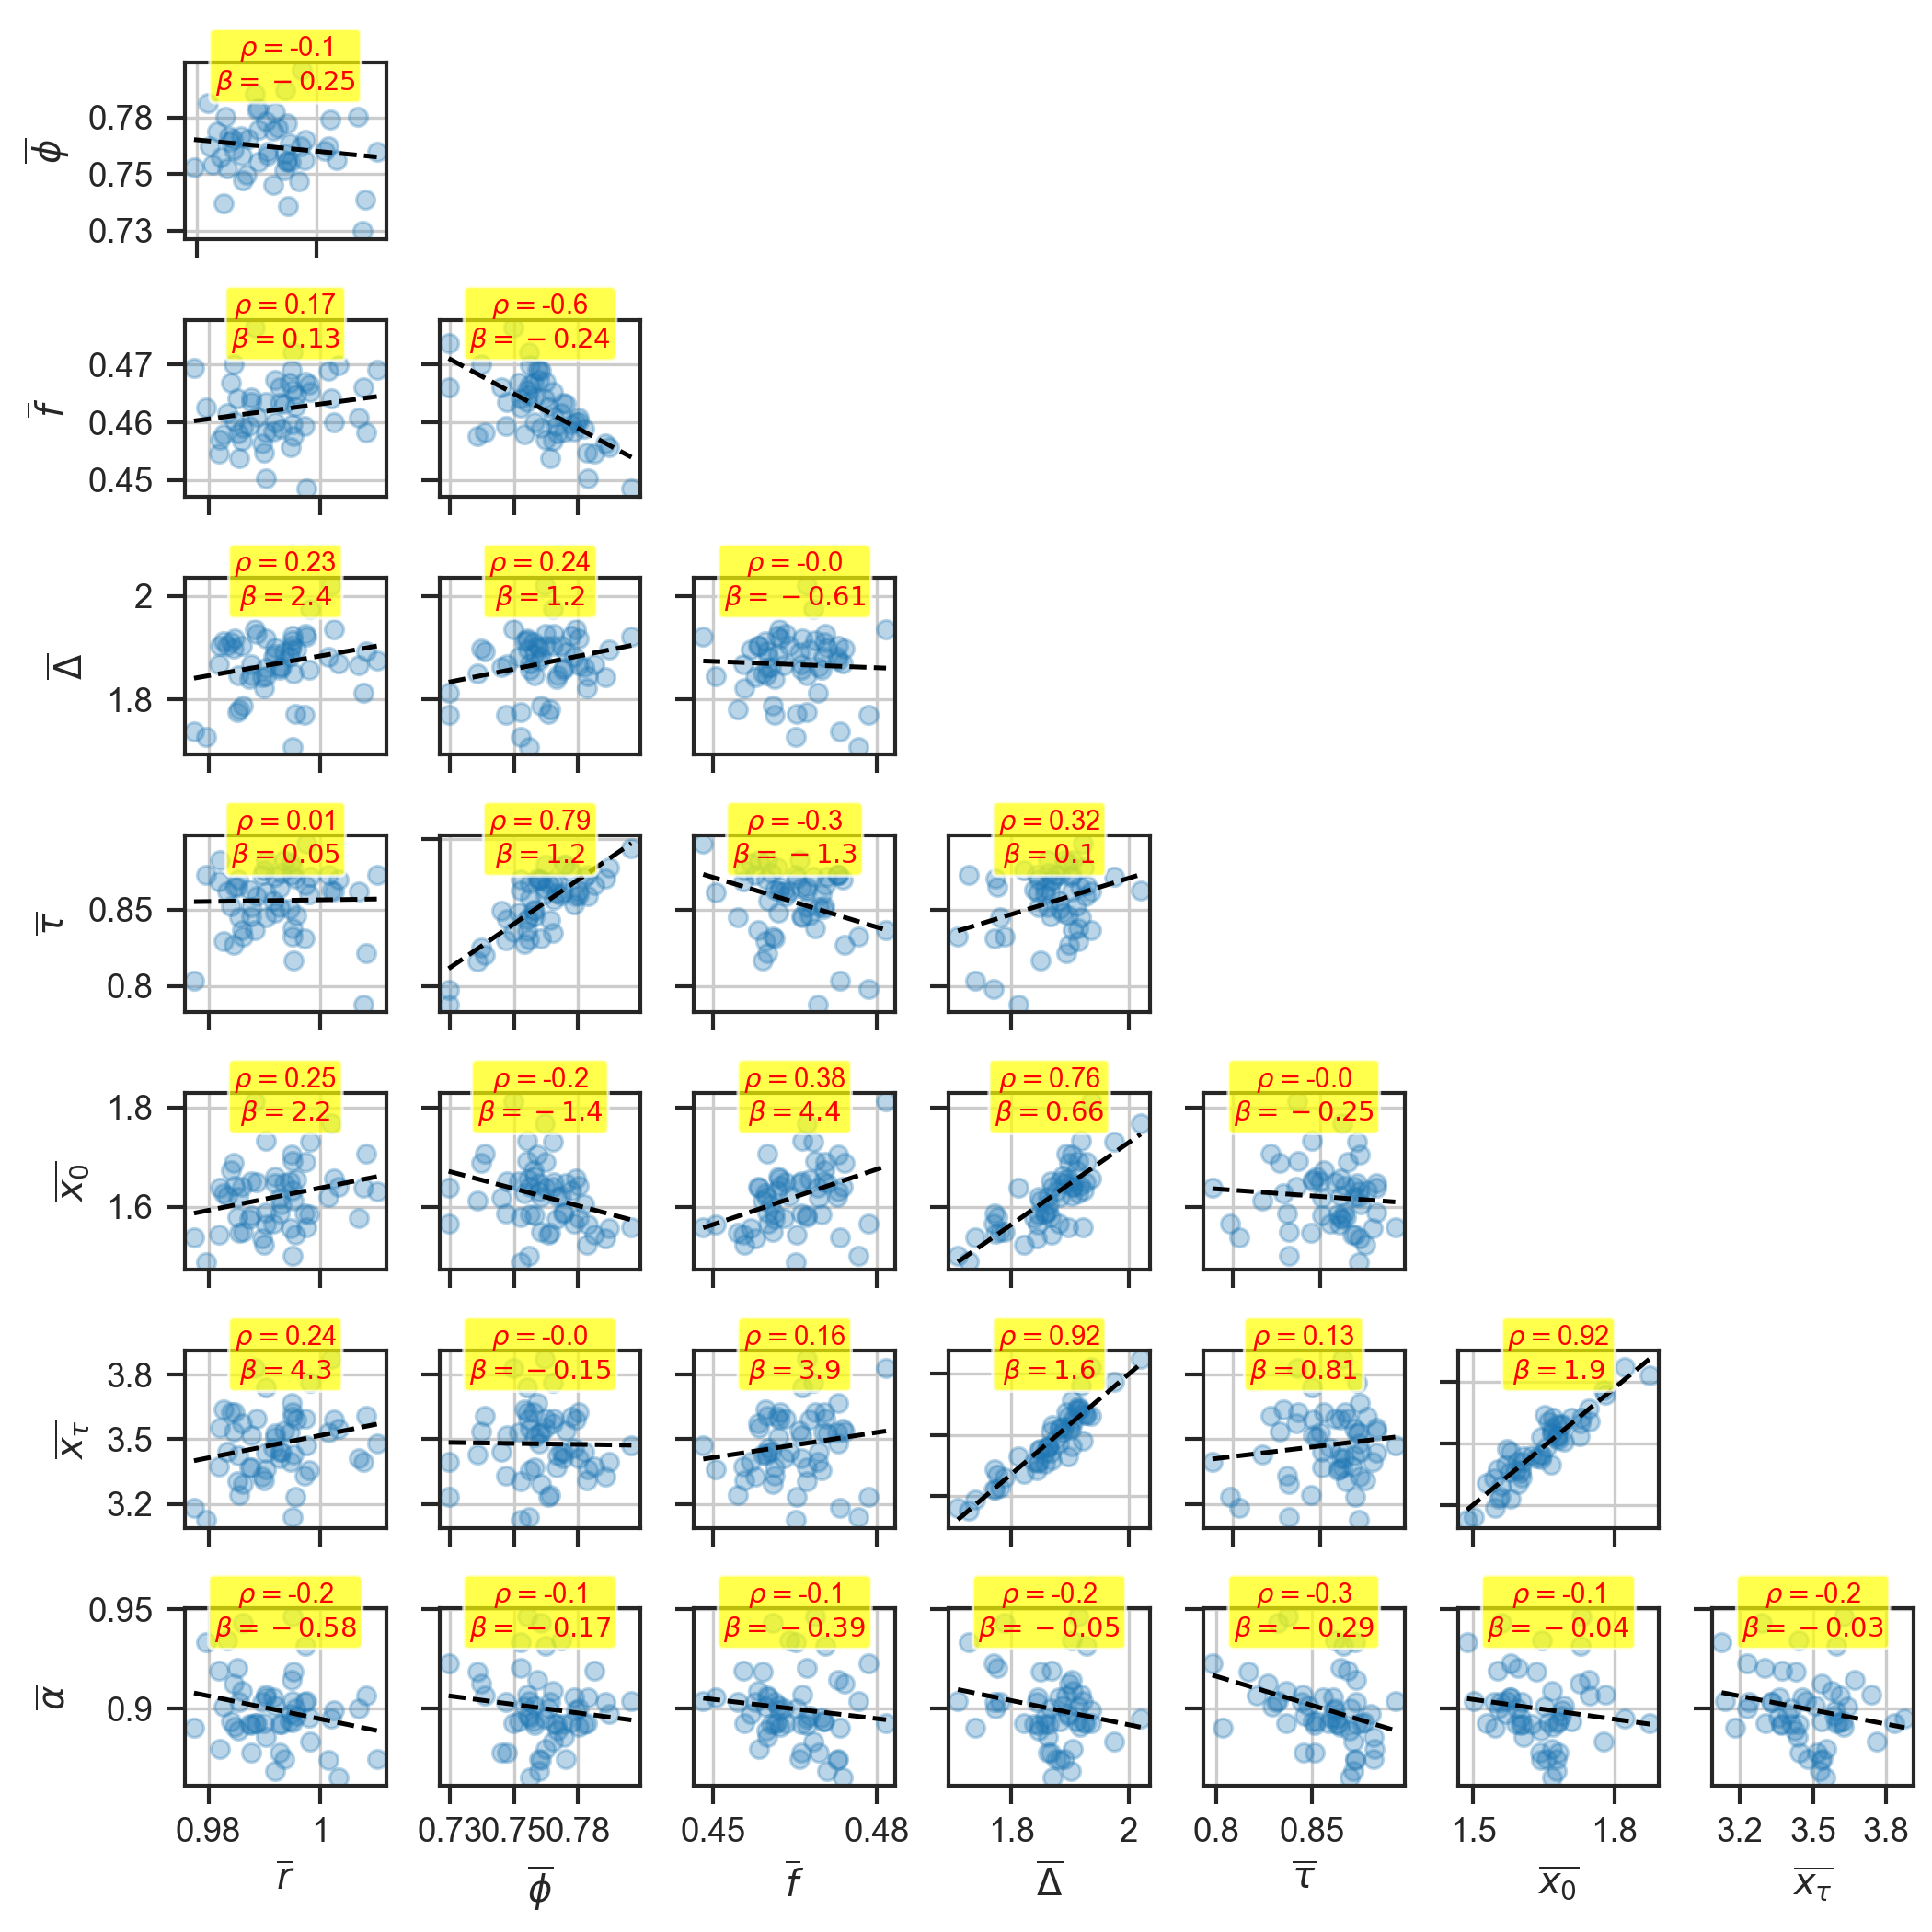 ρ = -0.1
β = −0.25
0.78
0.75
0.73
ϕ̅
ρ = 0.17
β = 0.13
ρ = -0.6
β = −0.24
0.47
0.46
0.45
f̅
ρ = 0.23
β = 2.4
ρ = 0.24
β = 1.2
ρ = -0.0
β = −0.61
2
1.8
Δ̅
ρ = 0.01
β = 0.05
ρ = 0.79
β = 1.2
ρ = -0.3
β = −1.3
ρ = 0.32
β = 0.1
0.85
0.8
τ̅
ρ = 0.25
β = 2.2
ρ = -0.2
β = −1.4
ρ = 0.38
β = 4.4
ρ = 0.76
β = 0.66
ρ = -0.0
β = −0.25
1.8
1.6
x̅₀
ρ = 0.24
β = 4.3
ρ = -0.0
β = −0.15
ρ = 0.16
β = 3.9
ρ = 0.92
β = 1.6
ρ = 0.13
β = 0.81
ρ = 0.92
β = 1.9
3.8
3.5
3.2
x̅_τ
ρ = -0.2
β = −0.58
ρ = -0.1
β = −0.17
ρ = -0.1
β = −0.39
ρ = -0.2
β = −0.05
ρ = -0.3
β = −0.29
ρ = -0.1
β = −0.04
ρ = -0.2
β = −0.03
0.95
0.9
α̅
0.98 1
0.73 0.75 0.78
0.45 0.48
1.8 2
0.8 0.85
1.5 1.8
3.2 3.5 3.8
r̅
ϕ̅
f̅
Δ̅
τ̅
x̅₀
x̅_τ